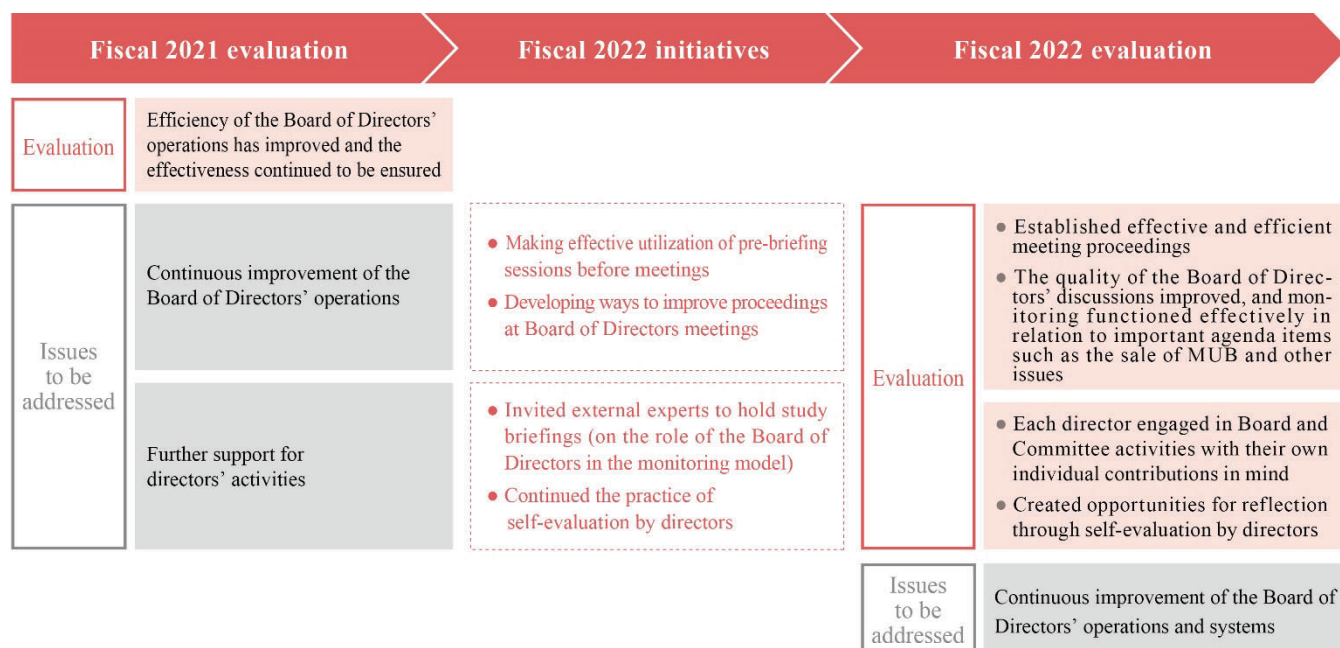 Fiscal 2021 evaluation
Fiscal 2022 initiatives
Fiscal 2022 evaluation
Evaluation
Efficiency of the Board of Directors’
operations has improved and the
effectiveness continued to be ensured
Issues
to be
addressed
Continuous improvement of the
Board of Directors’ operations
● Making effective utilization of pre-briefing
sessions before meetings
● Developing ways to improve proceedings
at Board of Directors meetings
Further support for
directors’ activities
● Invited external experts to hold study
briefings (on the role of the Board of
Directors in the monitoring model)
● Continued the practice of
self-evaluation by directors
Evaluation
● Established effective and efficient
meeting proceedings
● The quality of the Board of Direc-
tors’ discussions improved, and mon-
itoring functioned effectively in
relation to important agenda items
such as the sale of MUB and other
issues
● Each director engaged in Board and
Committee activities with their own
individual contributions in mind
● Created opportunities for reflection
through self-evaluation by directors
Issues
to be
addressed
Continuous improvement of the Board of
Directors’ operations and systems